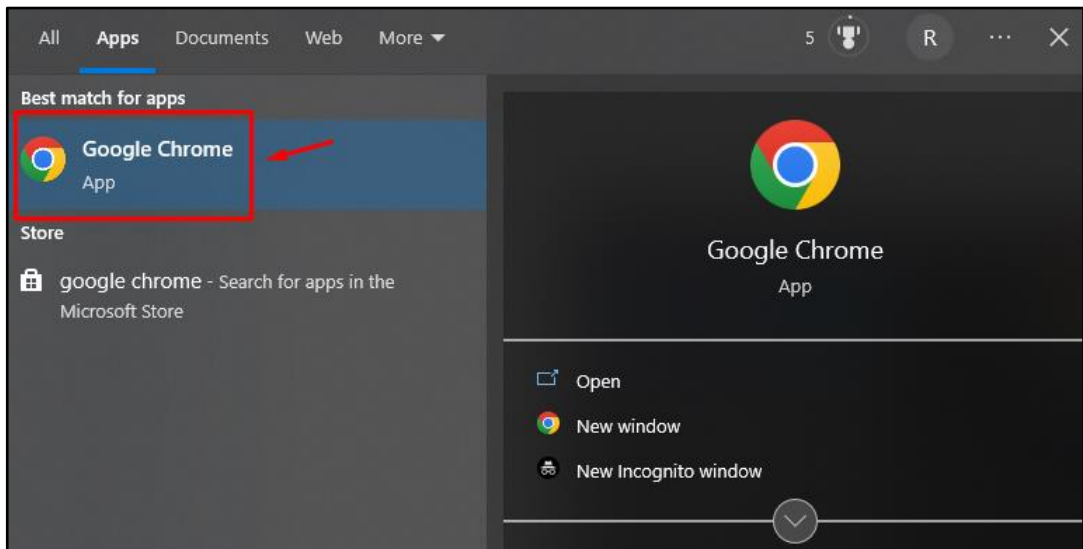 All Apps Documents Web More 5 R ...
Best match for apps
Google Chrome
App
Store
google chrome - Search for apps in the
Microsoft Store
Google Chrome
App
Open
New window
New Incognito window